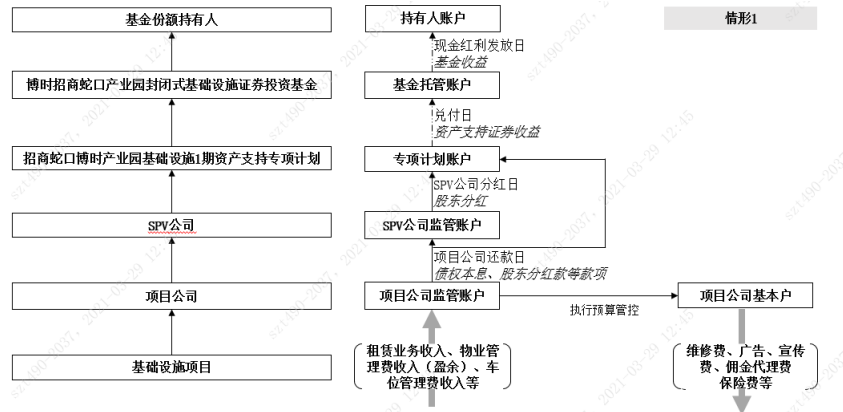 情形1
基金份额持有人
持有人账户
现金红利发放日
基金收益
博时招商蛇口产业园封闭式基础设施证券投资基金
基金托管账户
兑付日
资产支持证券收益
招商蛇口博时产业园基础设施1期资产支持专项计划
专项计划账户
SPV公司分红日
股东分红
SPV公司
SPV公司监管账户
项目公司还款日
债权本息、股东分红款等款项
项目公司
项目公司监管账户
执行预算管控
项目公司基本户
基础设施项目
租赁业务收入、物业管
理费收入（盈余）、车
位管理费收入等
维修费、广告、宣传
费、佣金代理费
保险费等
szt490-2037, 2021-03-29 12:45